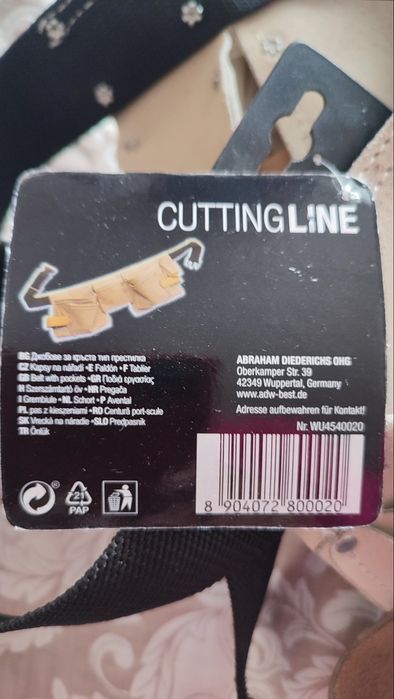 CUTTINGLINE
BG Джобове за кръста тип престилка
CZ Kapsy na nářadí • E Faldón • F Tablier
GB Belt with pockets • GR Ποδιά εργασίας
H Szerszámtartó öv • HR Pregača
I Grembiule • NL Schort • P Avental
PL pas z kieszeniami • RO Centură port-scule
SK Vrecká na náradie • SLO Predpasnik
TR Önlük
ABRAHAM DIEDERICHS OHG
Oberkamper Str. 39
42349 Wuppertal, Germany
www.adw-best.de
Adresse aufbewahren für Kontakt!
Nr. WU4540020
8 904072 800020
21
PAP